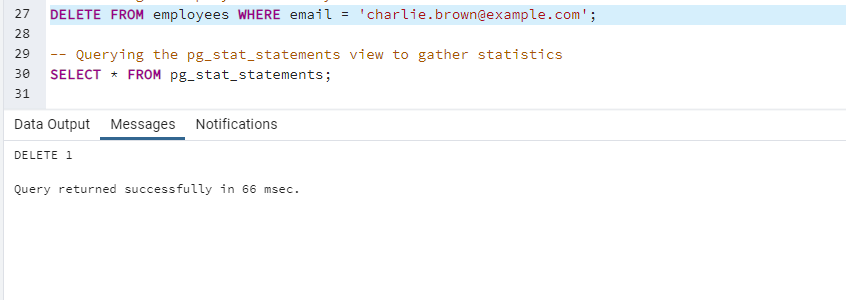 27 DELETE FROM employees WHERE email = 'charlie.brown@example.com';
28
29 -- Querying the pg_stat_statements view to gather statistics
30 SELECT * FROM pg_stat_statements;
31
Data Output Messages Notifications
DELETE 1
Query returned successfully in 66 msec.